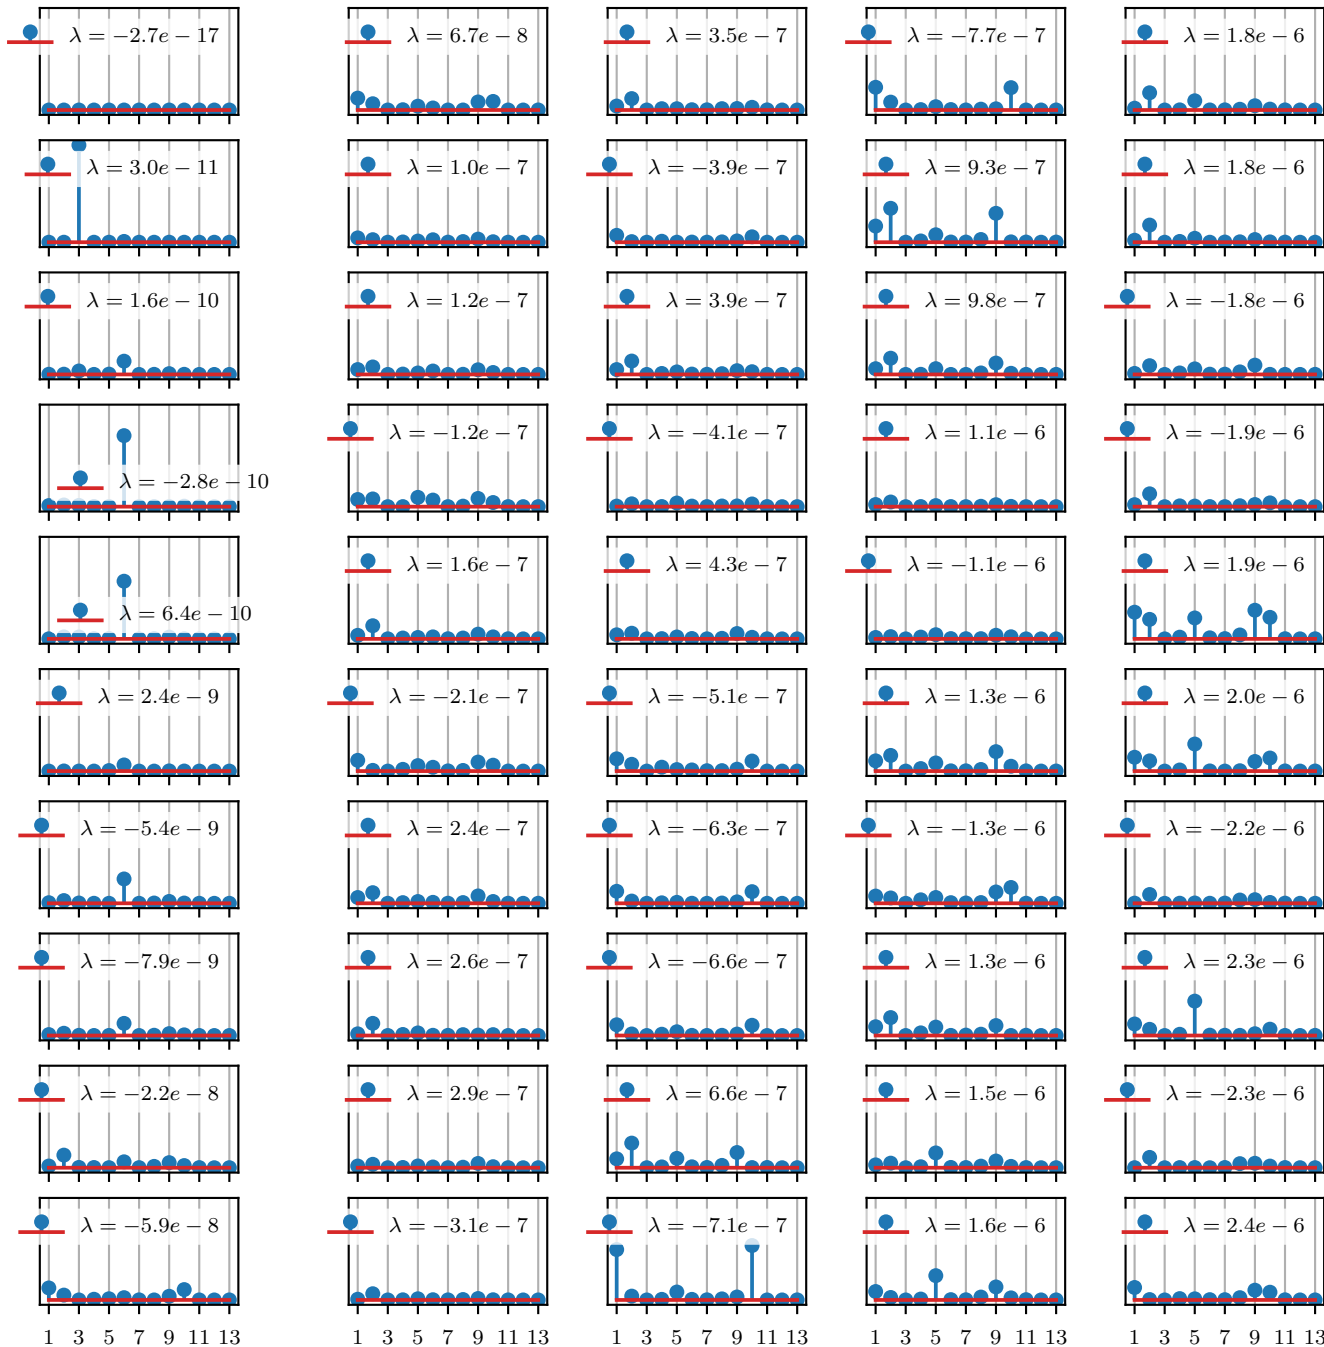 λ = −2.7e − 17 λ = 6.7e − 8 λ = 3.5e − 7 λ = −7.7e − 7 λ = 1.8e − 6
λ = 3.0e − 11 λ = 1.0e − 7 λ = −3.9e − 7 λ = 9.3e − 7 λ = 1.8e − 6
λ = 1.6e − 10 λ = 1.2e − 7 λ = 3.9e − 7 λ = 9.8e − 7 λ = −1.8e − 6
λ = −2.8e − 10 λ = −1.2e − 7 λ = −4.1e − 7 λ = 1.1e − 6 λ = −1.9e − 6
λ = 6.4e − 10 λ = 1.6e − 7 λ = 4.3e − 7 λ = −1.1e − 6 λ = 1.9e − 6
λ = 2.4e − 9 λ = −2.1e − 7 λ = −5.1e − 7 λ = 1.3e − 6 λ = 2.0e − 6
λ = −5.4e − 9 λ = 2.4e − 7 λ = −6.3e − 7 λ = −1.3e − 6 λ = −2.2e − 6
λ = −7.9e − 9 λ = 2.6e − 7 λ = −6.6e − 7 λ = 1.3e − 6 λ = 2.3e − 6
λ = −2.2e − 8 λ = 2.9e − 7 λ = 6.6e − 7 λ = 1.5e − 6 λ = −2.3e − 6
λ = −5.9e − 8 λ = −3.1e − 7 λ = −7.1e − 7 λ = 1.6e − 6 λ = 2.4e − 6
1 3 5 7 9 11 13 1 3 5 7 9 11 13 1 3 5 7 9 11 13 1 3 5 7 9 11 13 1 3 5 7 9 11 13